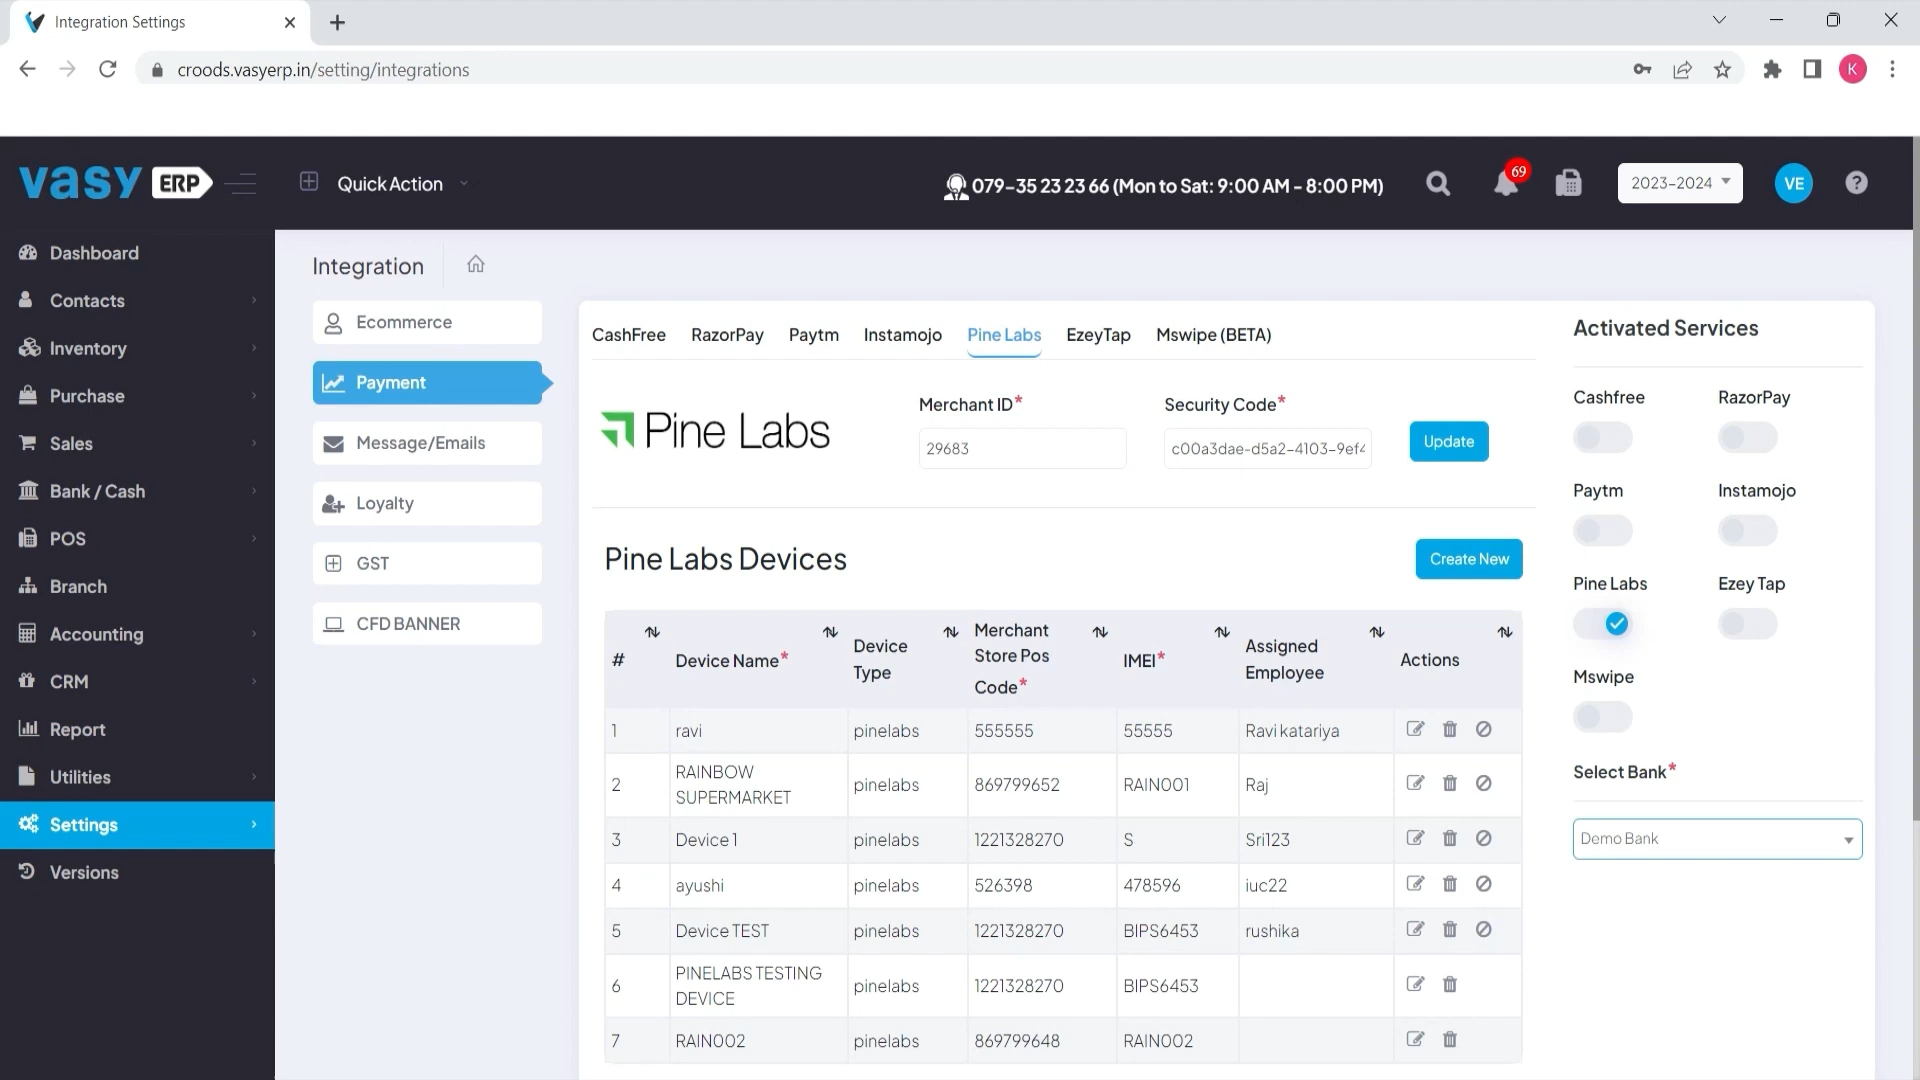 Integration Settings
croods.vasyerp.in/setting/integrations
K
vasy ERP
Quick Action
079-35 23 23 66 (Mon to Sat: 9:00 AM - 8:00 PM)
69
2023-2024
VE
Dashboard
Contacts
Inventory
Purchase
Sales
Bank / Cash
POS
Branch
Accounting
CRM
Report
Utilities
Settings
Versions
Integration
Ecommerce
Payment
Message/Emails
Loyalty
GST
CFD BANNER
CashFree RazorPay Paytm Instamojo Pine Labs EzeyTap Mswipe (BETA)
Pine Labs
Merchant ID*
29683
Security Code*
c00a3dae-d5a2-4103-9ef4
Update
Pine Labs Devices
Create New
# Device Name* Device Type Merchant Store Pos Code* IMEI* Assigned Employee Actions
1 ravi pinelabs 555555 55555 Ravi katariya
2 RAINBOW SUPERMARKET pinelabs 869799652 RAIN001 Raj
3 Device 1 pinelabs 1221328270 S Sri123
4 ayushi pinelabs 526398 478596 iuc22
5 Device TEST pinelabs 1221328270 BIPS6453 rushika
6 PINELABS TESTING DEVICE pinelabs 1221328270 BIPS6453
7 RAIN002 pinelabs 869799648 RAIN002
Activated Services
Cashfree RazorPay
Paytm Instamojo
Pine Labs Ezey Tap
Mswipe
Select Bank*
Demo Bank